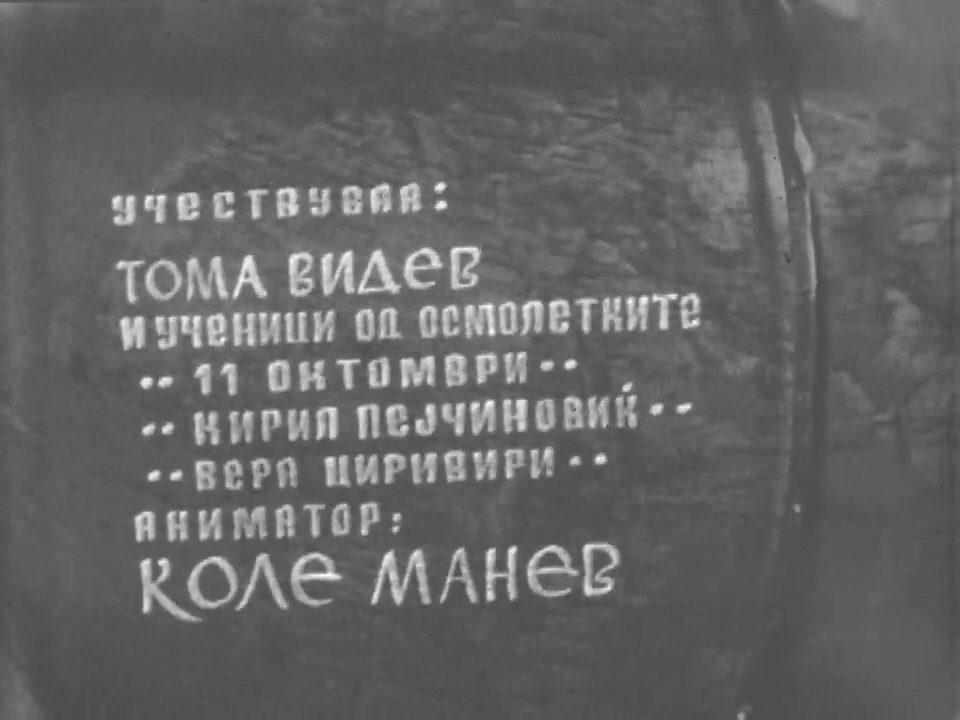 учествуваа:
ТОМА ВИДЕВ
и ученици од осмолетките
"11 октомври"
"Кирил Пејчиновиќ"
"Вера Циривири"
аниматор:
КОЛЕ МАНЕВ